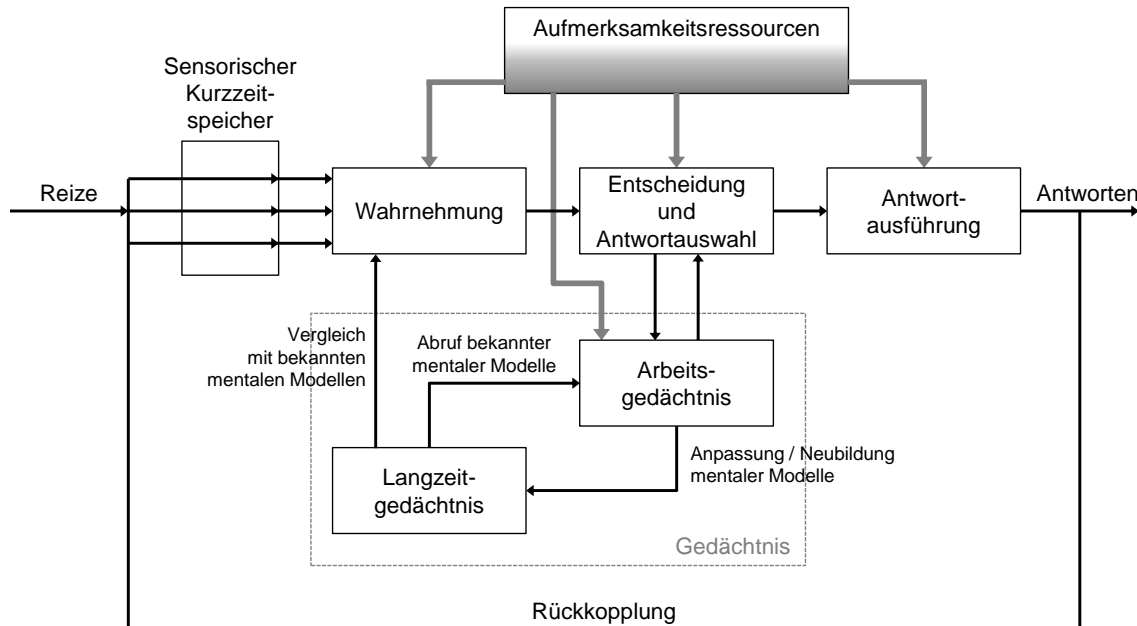 Aufmerksamkeitsressourcen
Sensorischer
Kurzzeit-
speicher
Reize
Wahrnehmung
Entscheidung
und
Antwortauswahl
Antwort-
ausführung
Antworten
Vergleich
mit bekannten
mentalen Modellen
Abruf bekannter
mentaler Modelle
Arbeits-
gedächtnis
Langzeit-
gedächtnis
Anpassung / Neubildung
mentaler Modelle
Gedächtnis
Rückkopplung